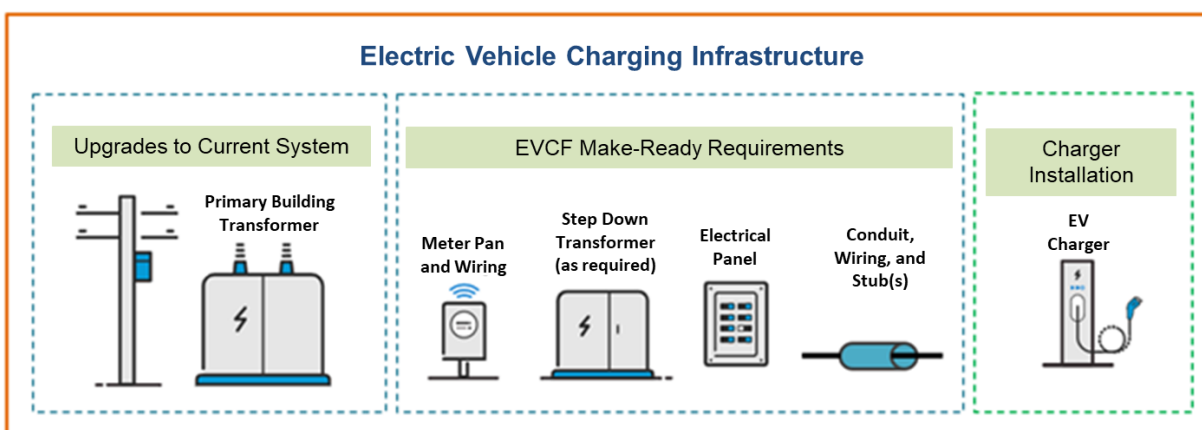 Electric Vehicle Charging Infrastructure
Upgrades to Current System
EVCF Make-Ready Requirements
Charger
Installation
Primary Building
Transformer
Meter Pan
and Wiring
Step Down
Transformer
(as required)
Electrical
Panel
Conduit,
Wiring, and
Stub(s)
EV
Charger